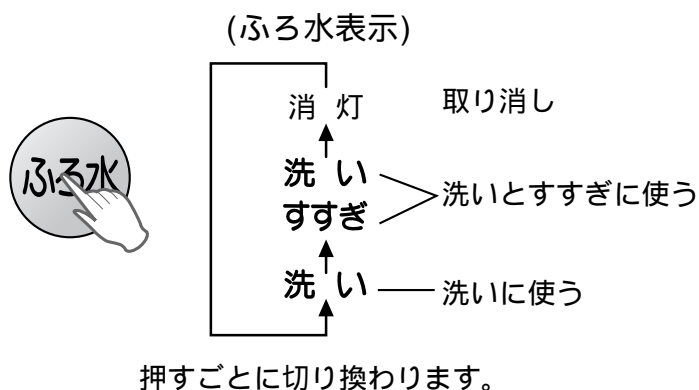 (ふろ水表示)
消 灯 取り消し
ふろ水
洗 い
すすぎ
洗いとすすぎに使う
洗 い 洗いに使う
押すごとに切り換わります。